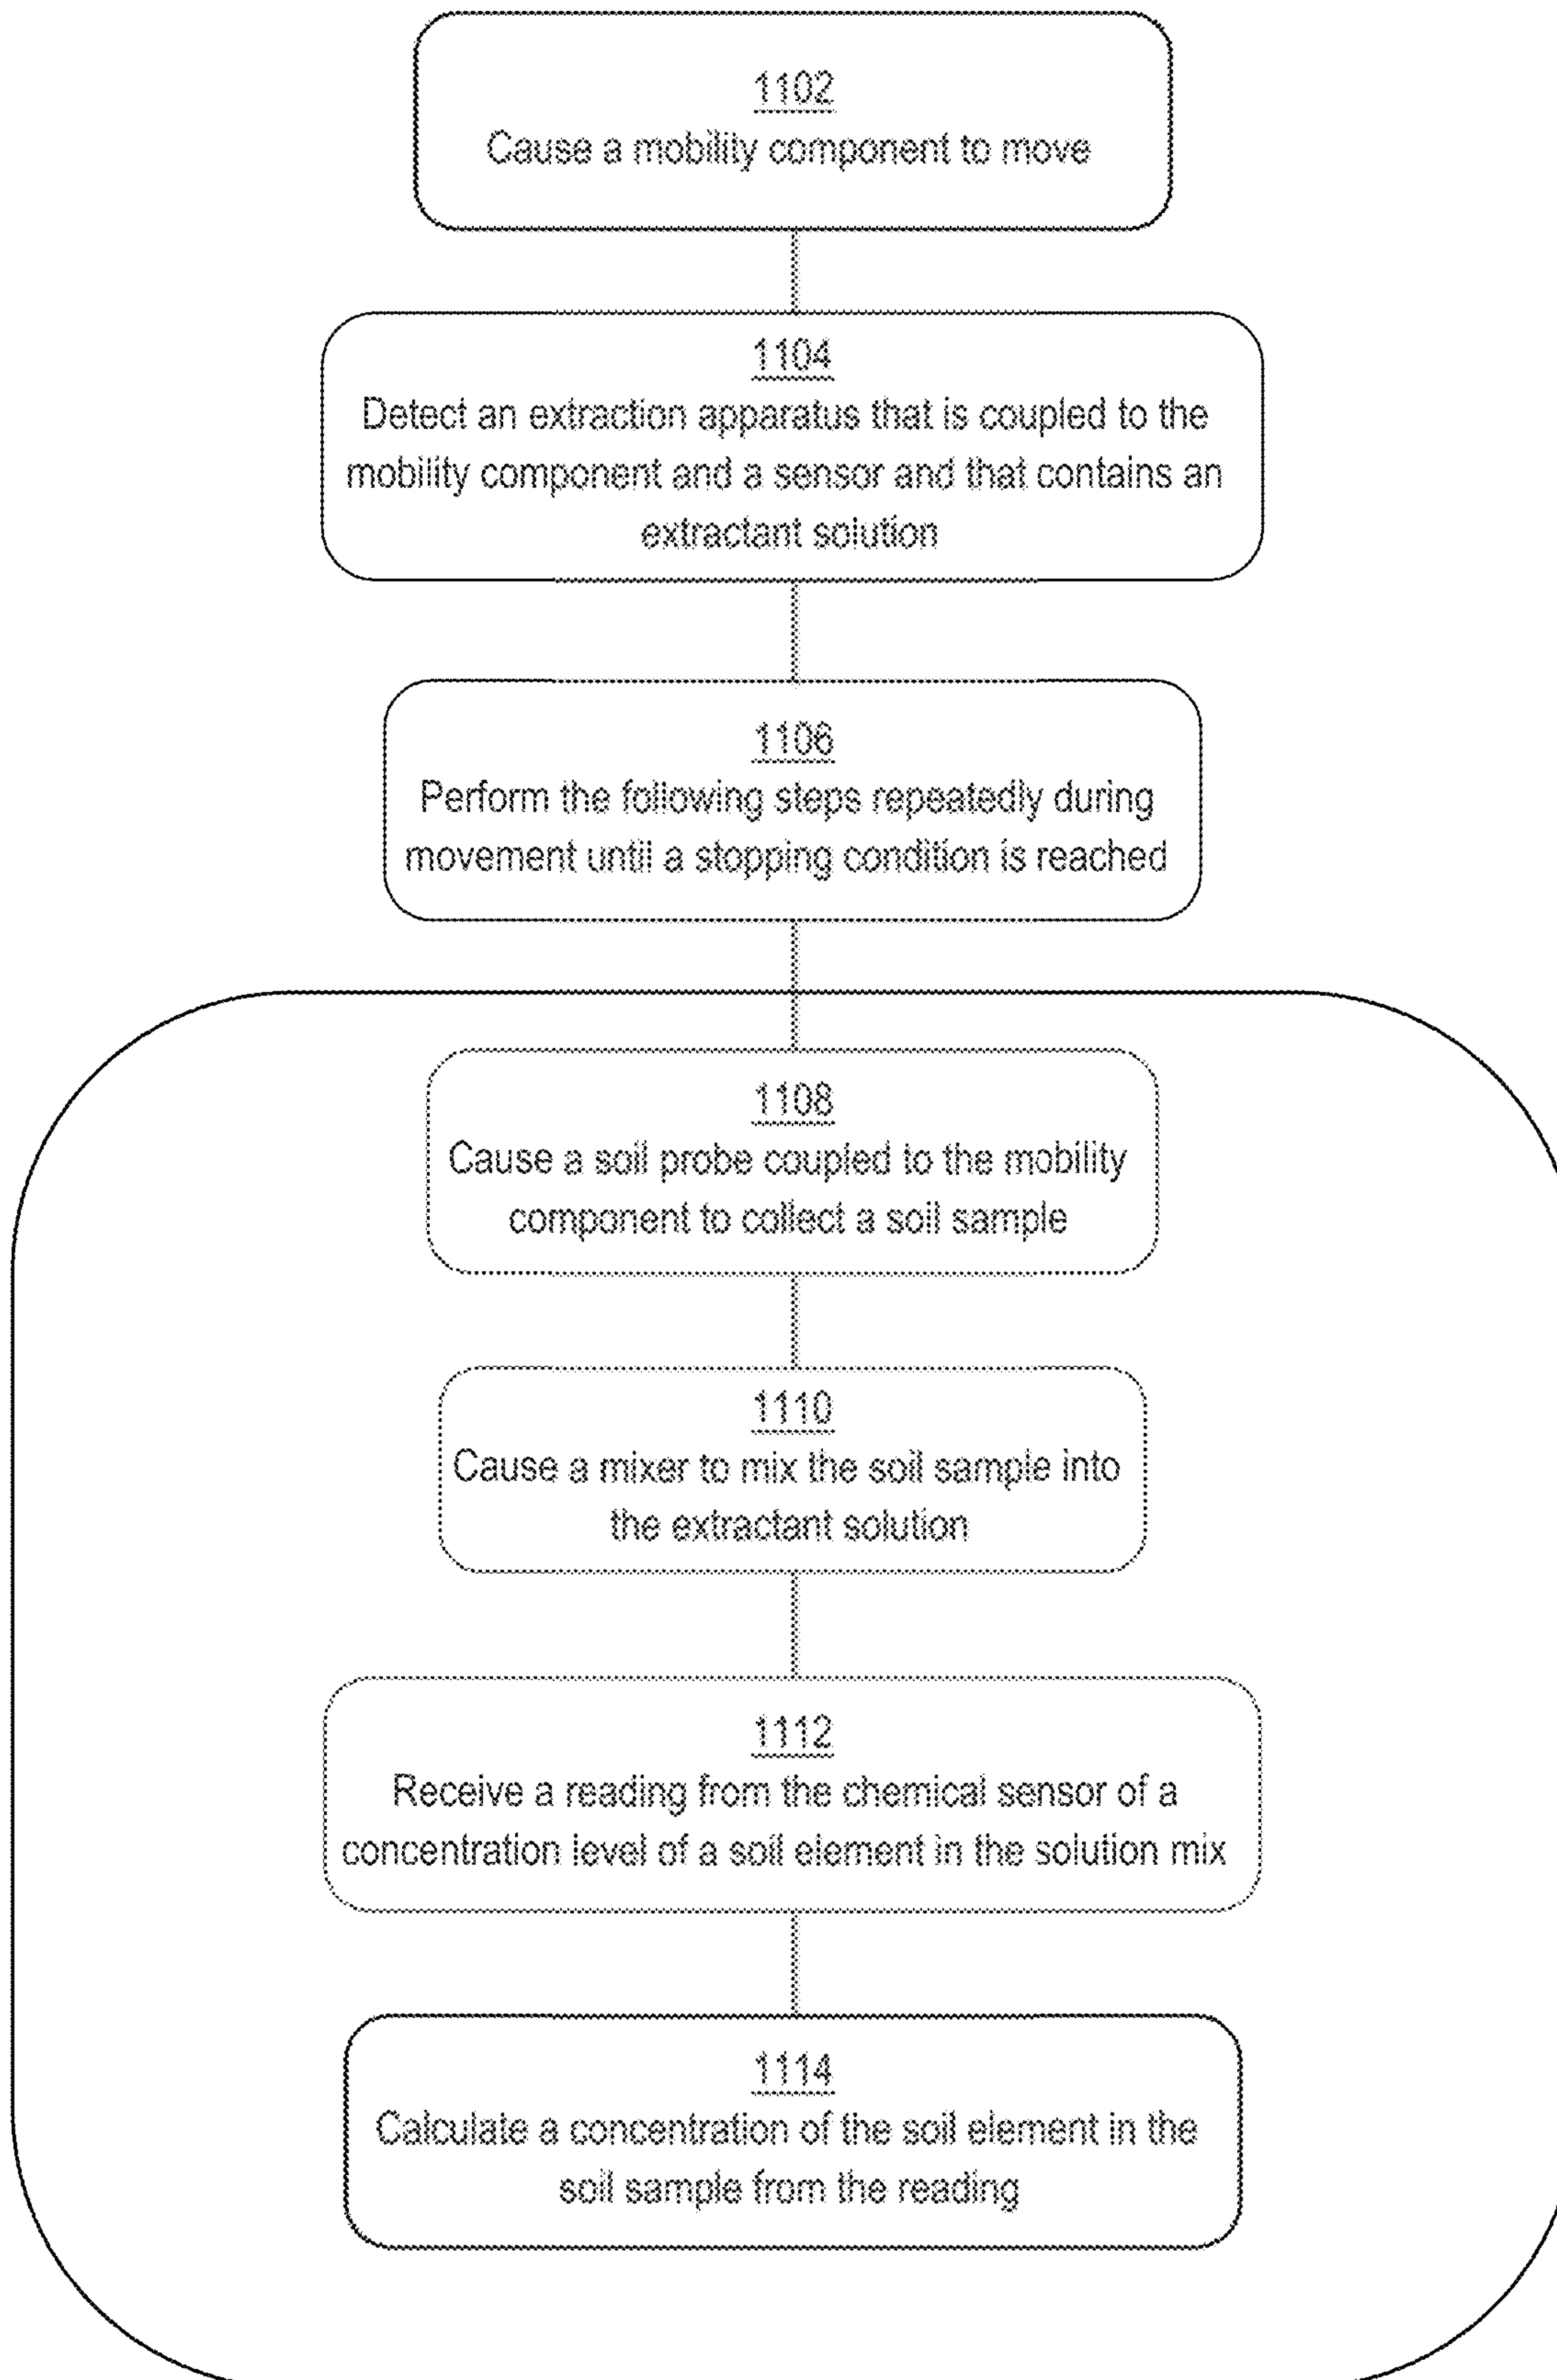 1102
Cause a mobility component to move
1104
Detect an extraction apparatus that is coupled to the
mobility component and a sensor and that contains an
extractant solution
1106
Perform the following steps repeatedly during
movement until a stopping condition is reached
1108
Cause a soil probe coupled to the mobility
component to collect a soil sample
1110
Cause a mixer to mix the soil sample into
the extractant solution
1112
Receive a reading from the chemical sensor of a
concentration level of a soil element in the solution mix
1114
Calculate a concentration of the soil element in the
soil sample from the reading